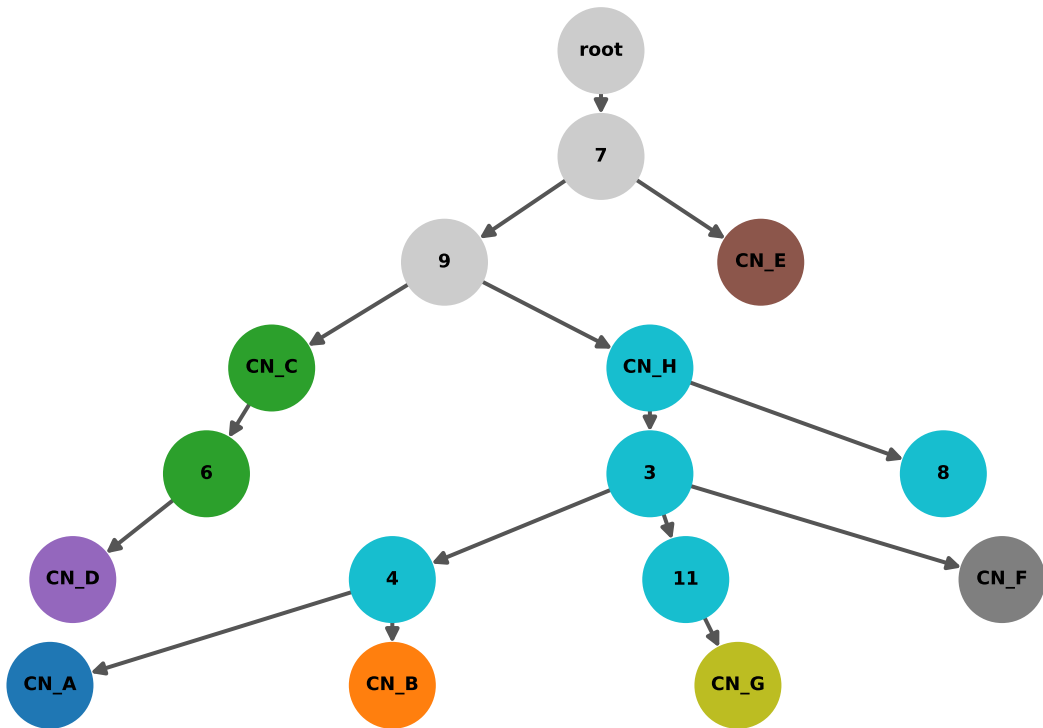 root
7
9
CN_E
CN_C
CN_H
6
3
8
CN_D
4
11
CN_F
CN_A
CN_B
CN_G